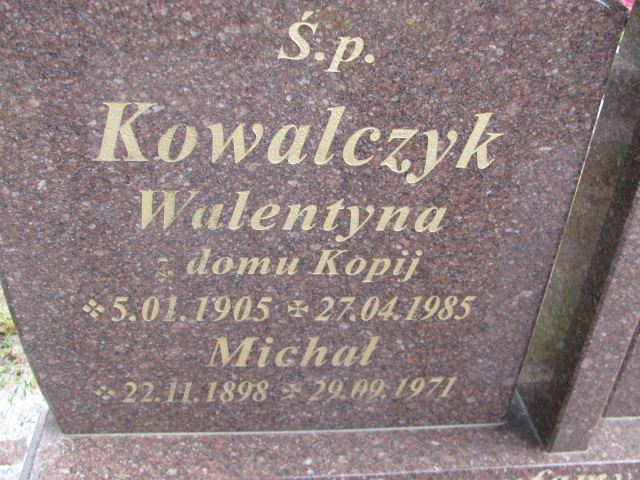 Ś.p.
Kowalczyk
Walentyna
z domu Kopij
5.01.1905 ✠ 27.04.1985
Michał
22.11.1898 ✠ 29.09.1971